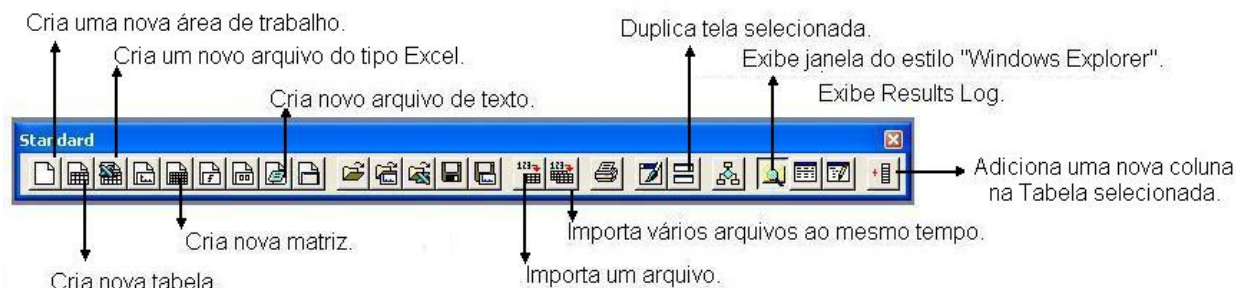 Cria uma nova área de trabalho.
Duplica tela selecionada.
Cria um novo arquivo do tipo Excel.
Exibe janela do estilo "Windows Explorer".
Cria novo arquivo de texto.
Exibe Results Log.
Standard
Adiciona uma nova coluna
na Tabela selecionada.
Cria nova matriz.
Importa vários arquivos ao mesmo tempo.
Cria nova tabela.
Importa um arquivo.